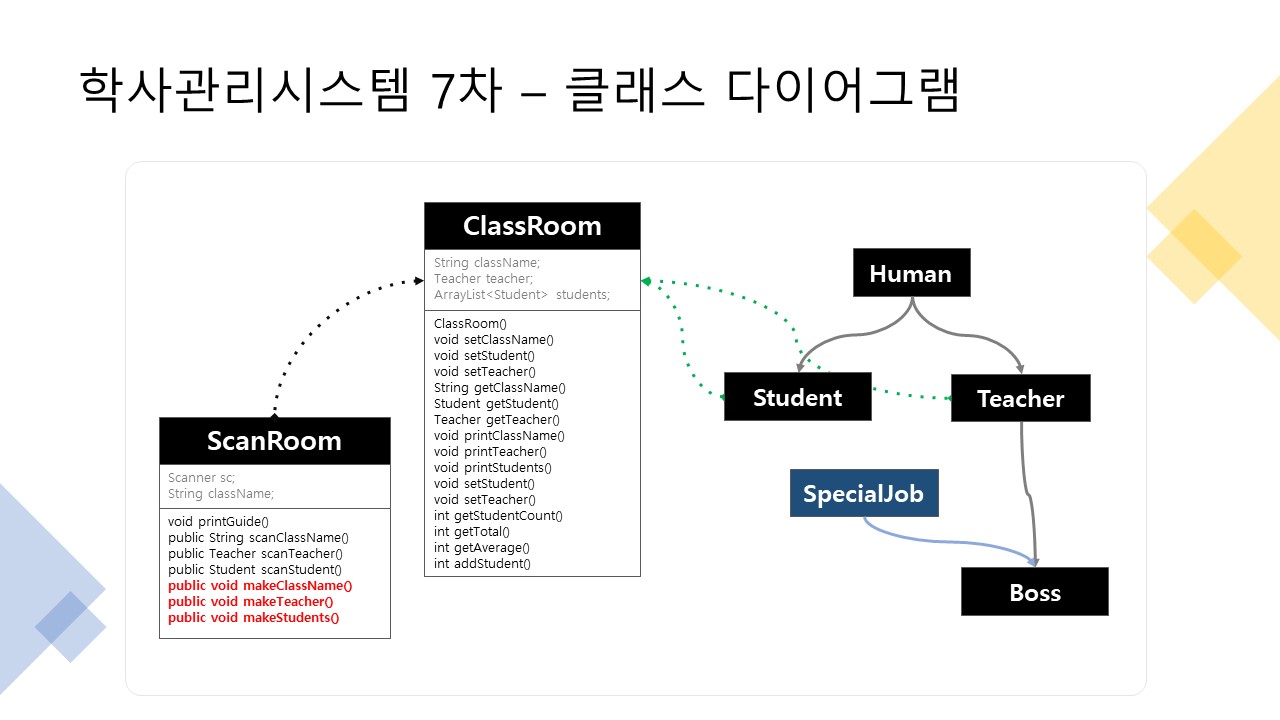 학사관리시스템 7차 – 클래스 다이어그램
ClassRoom
String className;
Teacher teacher;
ArrayList<Student> students;
ClassRoom()
void setClassName()
void setStudent()
void setTeacher()
String getClassName()
Student getStudent()
Teacher getTeacher()
void printClassName()
void printTeacher()
void printStudents()
void setStudent()
void setTeacher()
int getStudentCount()
int getTotal()
int getAverage()
int addStudent()
ScanRoom
Scanner sc;
String className;
void printGuide()
public String scanClassName()
public Teacher scanTeacher()
public Student scanStudent()
public void makeClassName()
public void makeTeacher()
public void makeStudents()
Human
Student
Teacher
SpecialJob
Boss